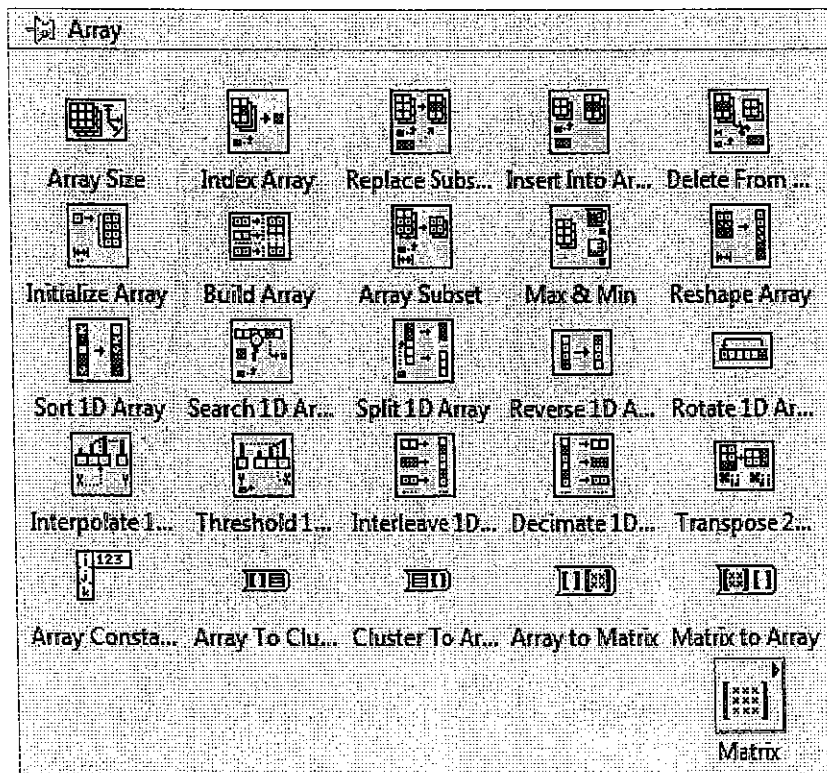 Array
Array Size Index Array Replace Subs... Insert Into Ar... Delete From ...
Initialize Array Build Array Array Subset Max & Min Reshape Array
Sort 1D Array Search 1D Ar... Split 1D Array Reverse 1D A... Rotate 1D Ar...
Interpolate 1... Threshold 1... Interleave 1D... Decimate 1D... Transpose 2...
123
Array Consta... Array To Clu... Cluster To Ar... Array to Matrix Matrix to Array
Matrix